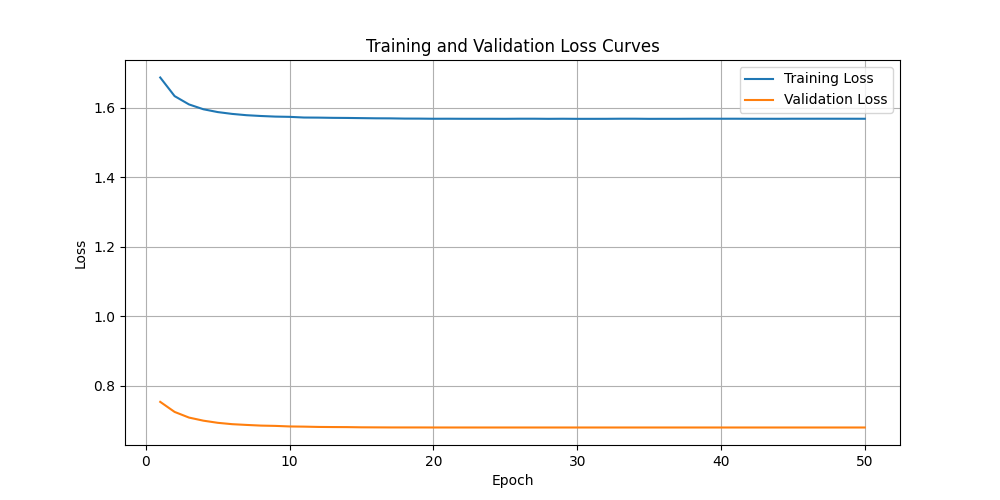 Training and Validation Loss Curves
Training Loss
Validation Loss
1.6
1.4
1.2
1.0
0.8
Loss
0 10 20 30 40 50
Epoch